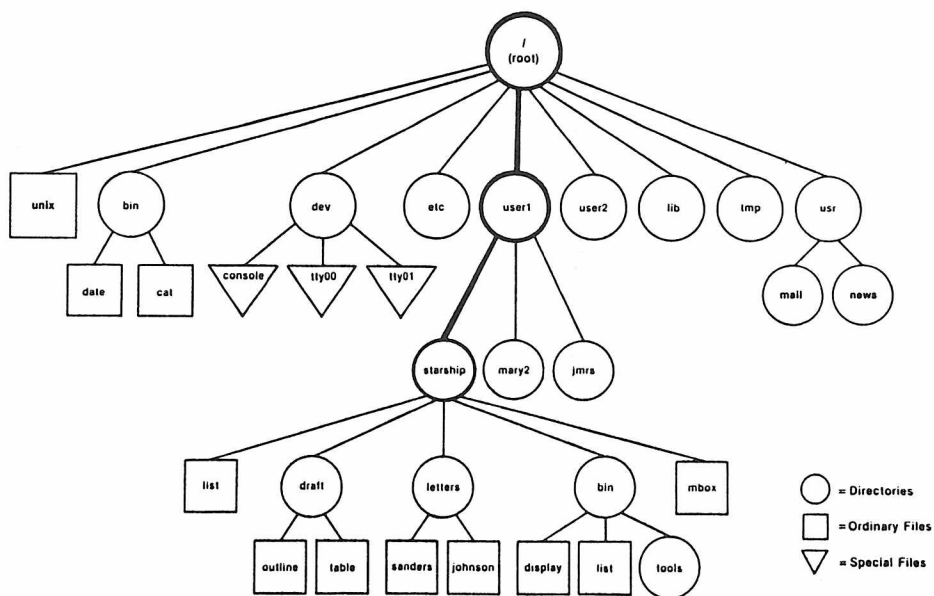 /
(root)
unix
bin
dev
etc
user1
user2
lib
tmp
usr
date
cat
console
tty00
tty01
mail
news
starship
mary2
jmrs
list
draft
letters
bin
mbox
outline
table
sanders
johnson
display
list
tools
= Directories
= Ordinary Files
= Special Files